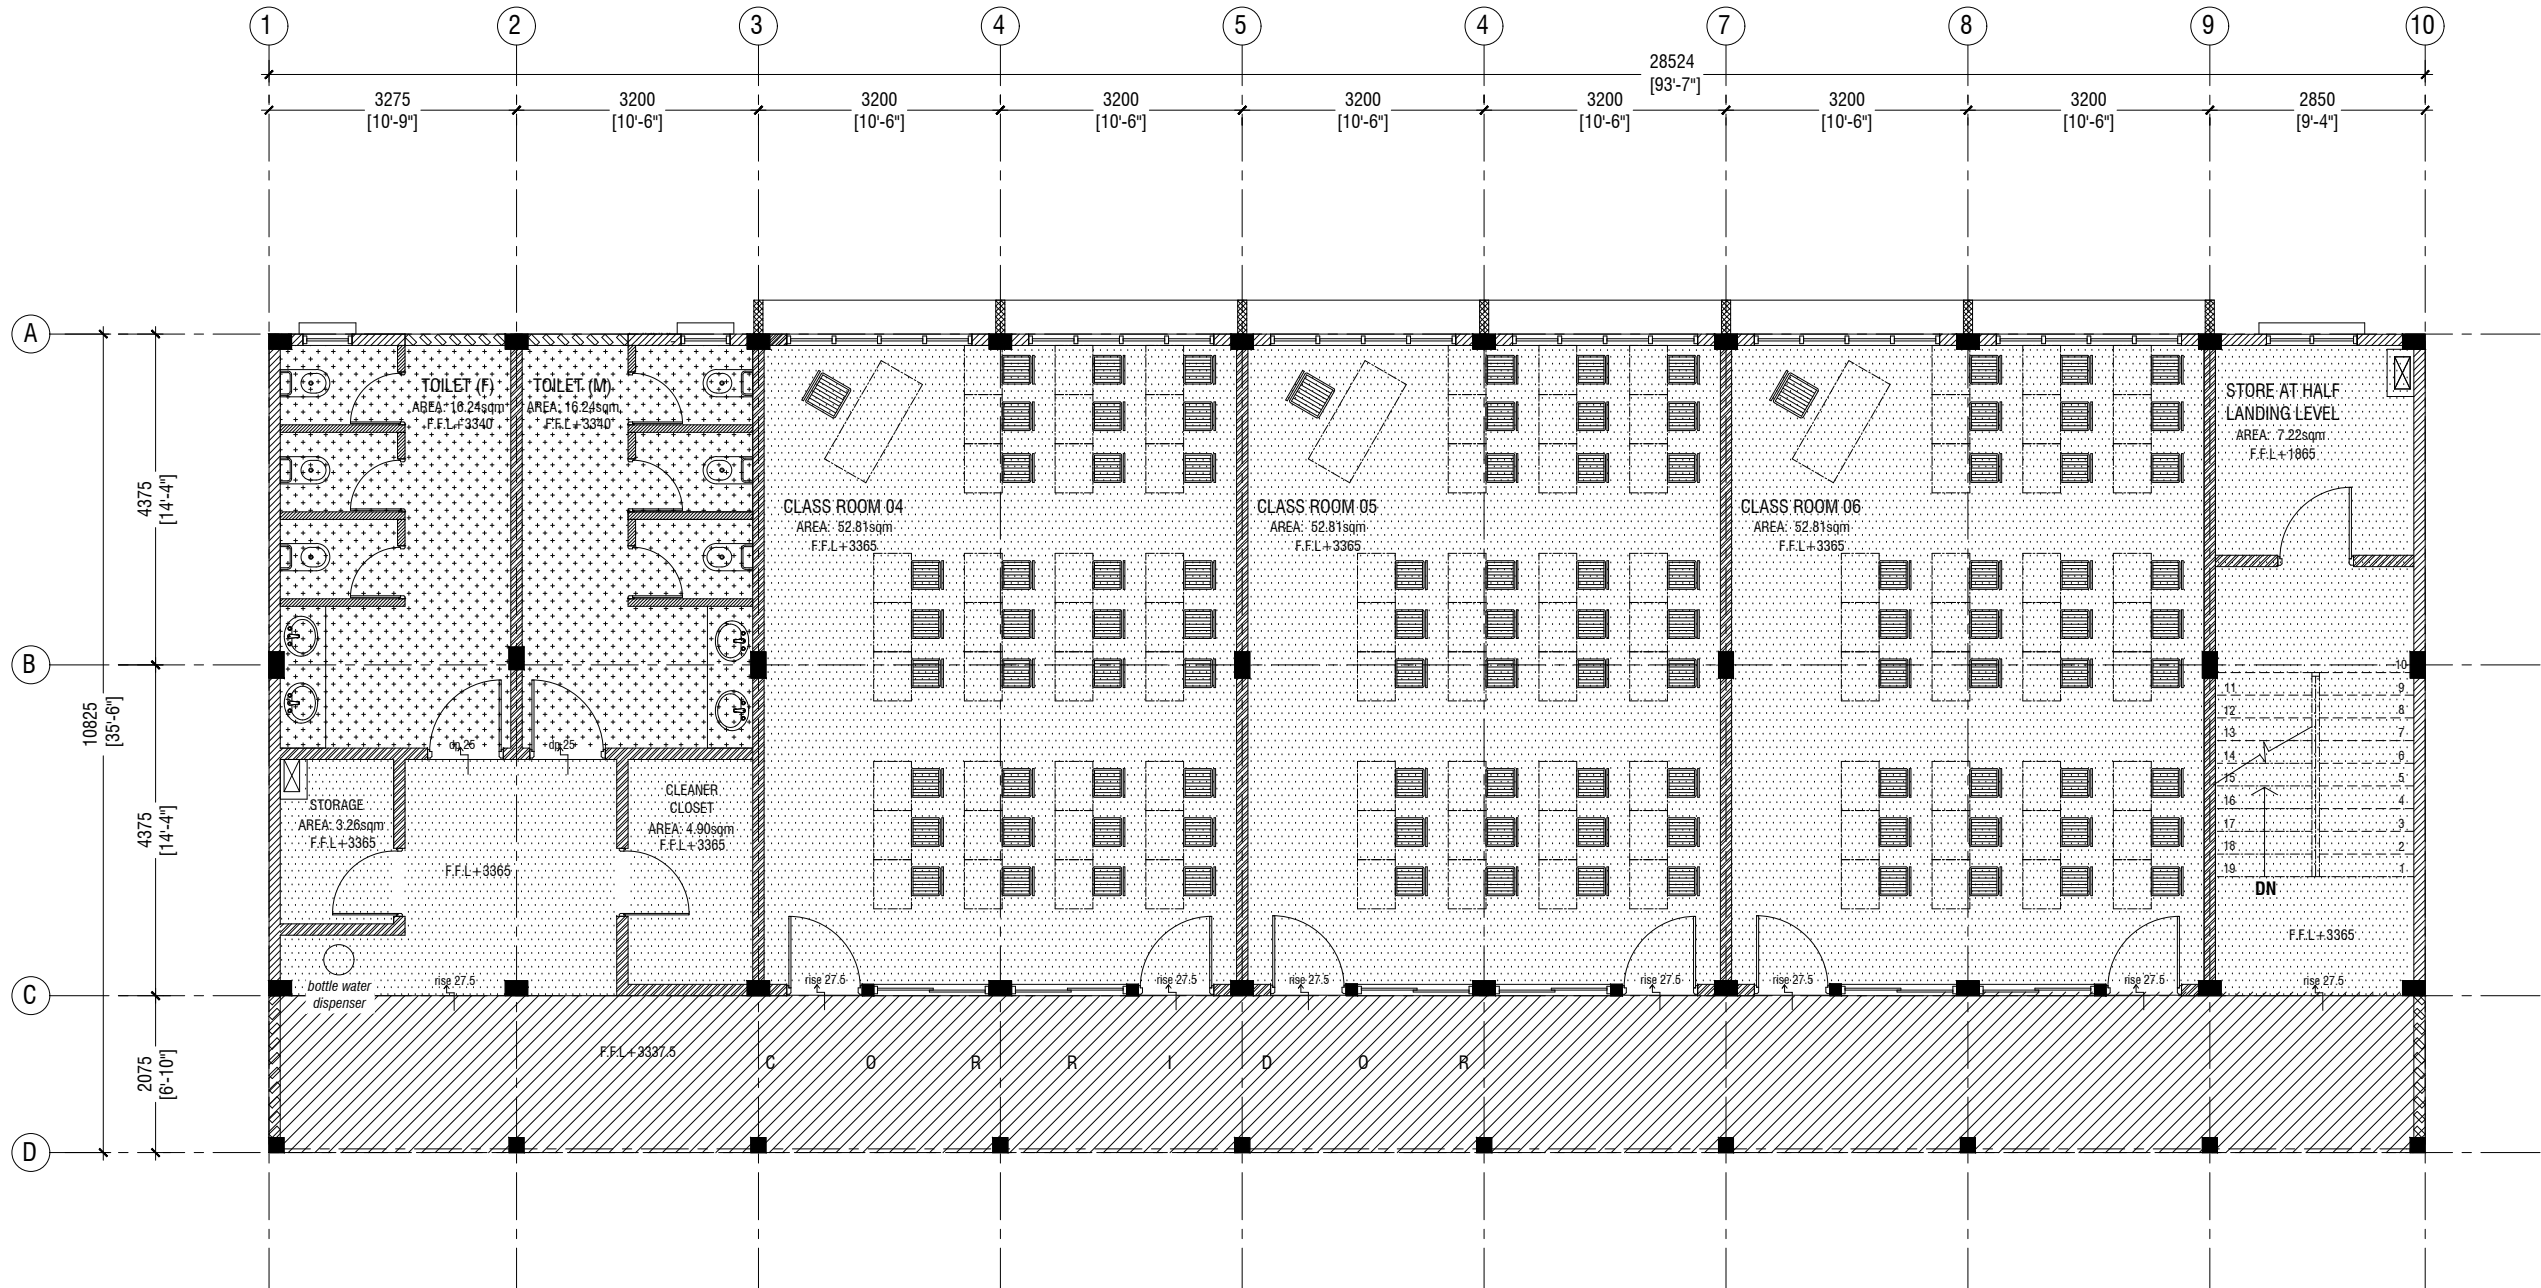 1 2 3 4 5 4 7 8 9 10
28524
[93'-7"]
3275 3200 3200 3200 3200 3200 3200 3200 2850
[10'-9"] [10'-6"] [10'-6"] [10'-6"] [10'-6"] [10'-6"] [10'-6"] [10'-6"] [9'-4"]
A
B
C
D
10825
[35'-6"]
4375
[14'-4"]
4375
[14'-4"]
2075
[6'-10"]
TOILET (F)
AREA: 16.24sqm
F.F.L+3340
TOILET (M)
AREA: 16.24sqm
F.F.L+3340
CLASS ROOM 04
AREA: 52.81sqm
F.F.L+3365
CLASS ROOM 05
AREA: 52.81sqm
F.F.L+3365
CLASS ROOM 06
AREA: 52.81sqm
F.F.L+3365
STORE AT HALF
LANDING LEVEL
AREA: 7.22sqm
F.F.L+1865
dp 25
dp 25
STORAGE
AREA: 3.26sqm
F.F.L+3365
F.F.L+3365
CLEANER
CLOSET
AREA: 4.90sqm
F.F.L+3365
10
11 9
12 8
13 7
14 6
15 5
16 4
17 3
18 2
19 1
DN
F.F.L+3365
bottle water
dispenser
rise 27.5
rise 27.5
rise 27.5
rise 27.5
rise 27.5
rise 27.5
rise 27.5
rise 27.5
F.F.L+3337.5
C O R R I D O R